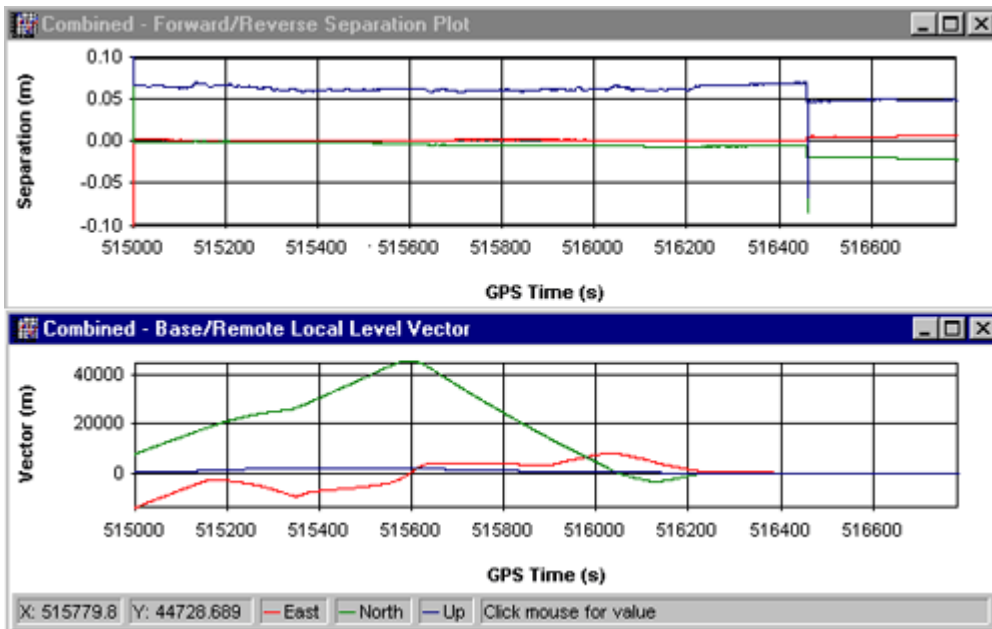 Combined - Forward/Reverse Separation Plot
Separation (m)
0.10
0.05
0.00
-0.05
-0.10
515000 515200 515400 515600 515800 516000 516200 516400 516600
GPS Time (s)
Combined - Base/Remote Local Level Vector
Vector (m)
40000
20000
0
515000 515200 515400 515600 515800 516000 516200 516400 516600
GPS Time (s)
X: 515779.8 Y: 44728.689 East North Up Click mouse for value